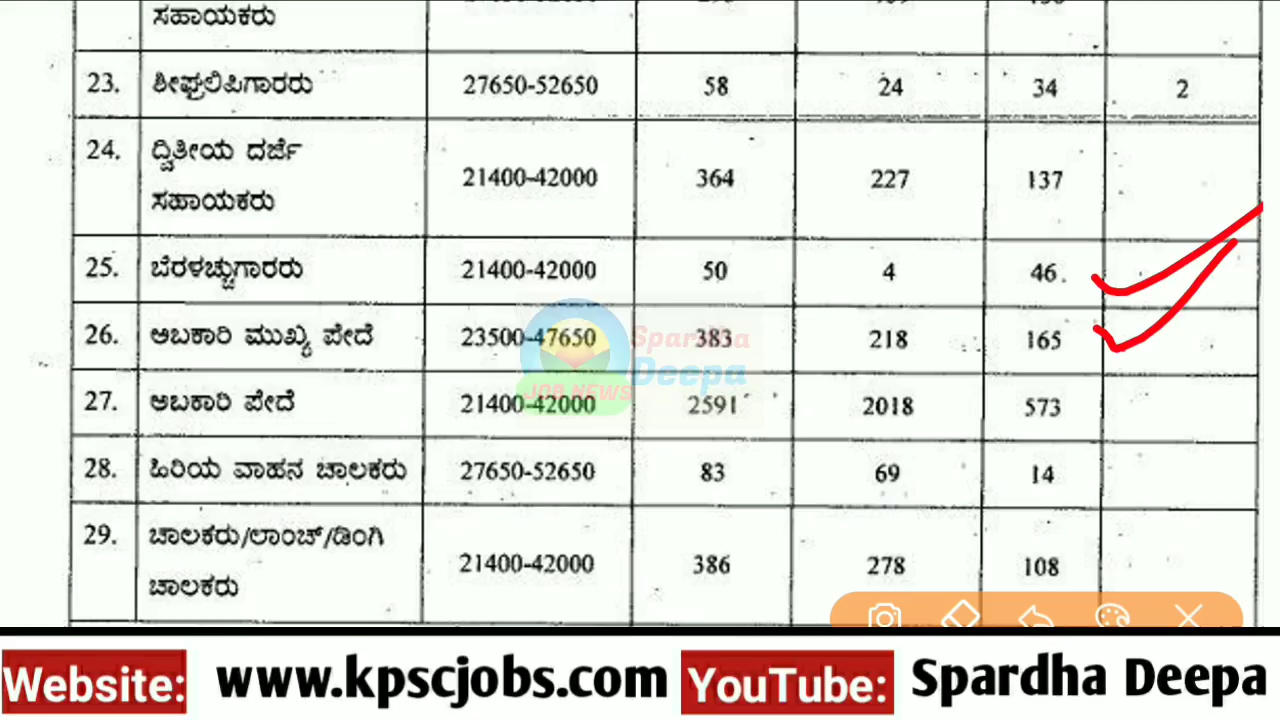 ಸಹಾಯಕರು
23. ಶೀಘ್ರಲಿಪಿಗಾರರು 27650-52650 58 24 34 2
24. ದ್ವಿತೀಯ ದರ್ಜೆ
ಸಹಾಯಕರು 21400-42000 364 227 137
25. ಬೆರಳಚ್ಚುಗಾರರು 21400-42000 50 4 46
26. ಅಬಕಾರಿ ಮುಖ್ಯ ಪೇದೆ 23500-47650 383 218 165
27. ಅಬಕಾರಿ ಪೇದೆ 21400-42000 2591 2018 573
28. ಹಿರಿಯ ವಾಹನ ಚಾಲಕರು 27650-52650 83 69 14
29. ಚಾಲಕರು/ಲಾಂಚ್/ಡಿಂಗಿ
ಚಾಲಕರು 21400-42000 386 278 108
Spardha
Deepa
JOB NEWS
Website: www.kpscjobs.com YouTube: Spardha Deepa